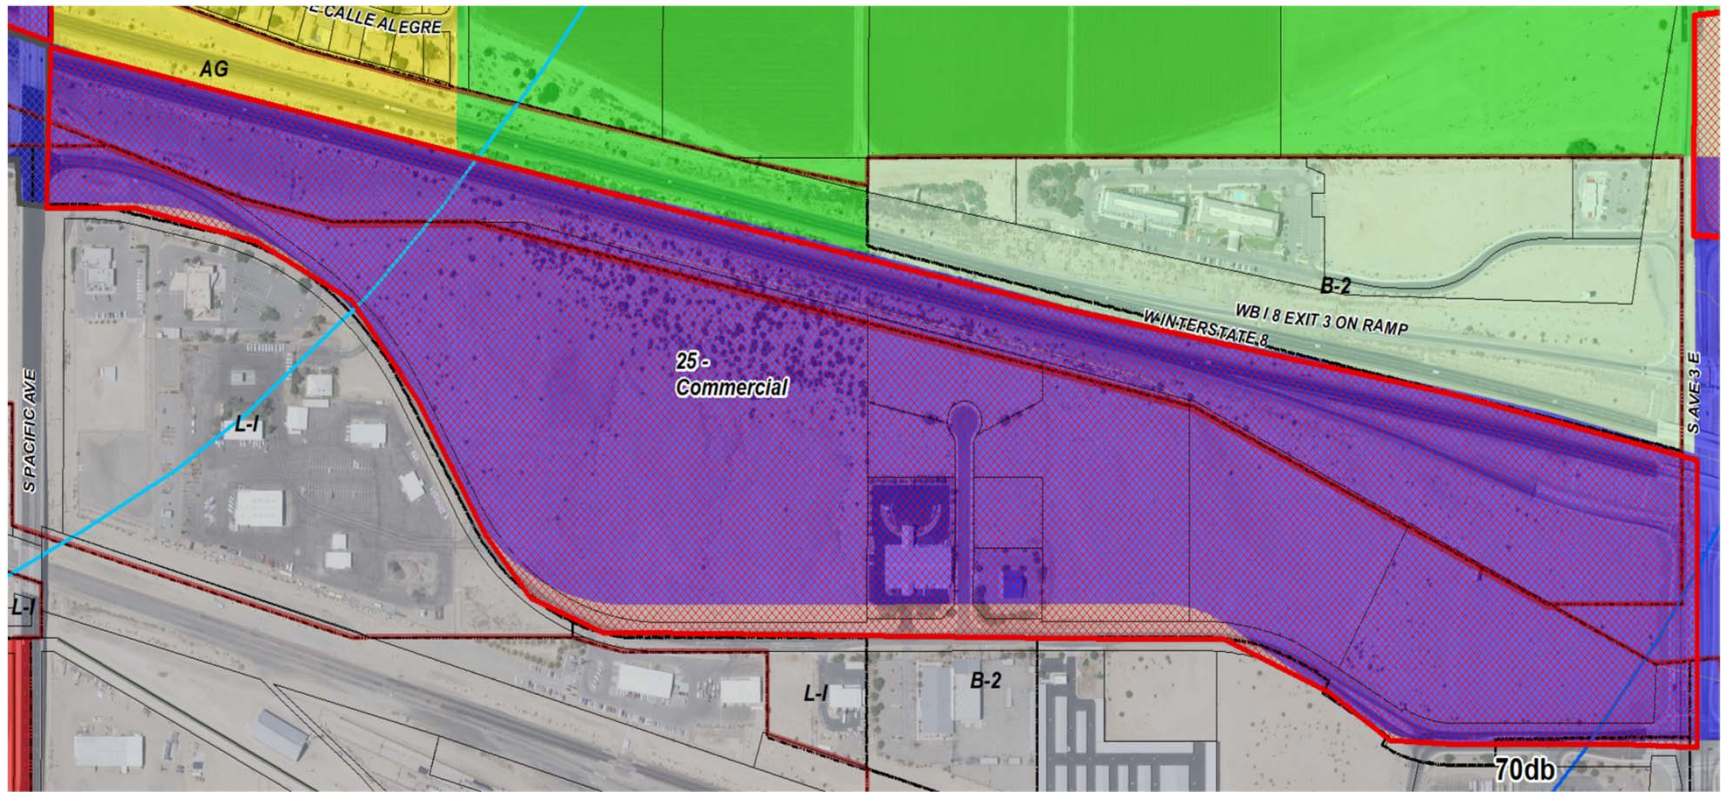 E CALLE ALEGRE
AG
B-2
WB I 8 EXIT 3 ON RAMP
W INTERSTATE 8
S AVE 3 E
25 -
Commercial
S PACIFIC AVE
L-I
L-I
L-I
B-2
70db